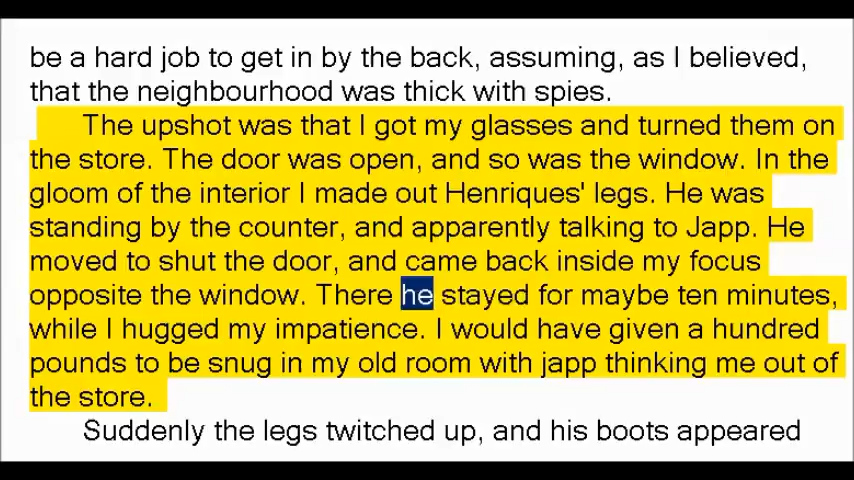 be a hard job to get in by the back, assuming, as I believed,
that the neighbourhood was thick with spies.
The upshot was that I got my glasses and turned them on
the store. The door was open, and so was the window. In the
gloom of the interior I made out Henriques' legs. He was
standing by the counter, and apparently talking to Japp. He
moved to shut the door, and came back inside my focus
opposite the window. There he stayed for maybe ten minutes,
while I hugged my impatience. I would have given a hundred
pounds to be snug in my old room with japp thinking me out of
the store.
Suddenly the legs twitched up, and his boots appeared